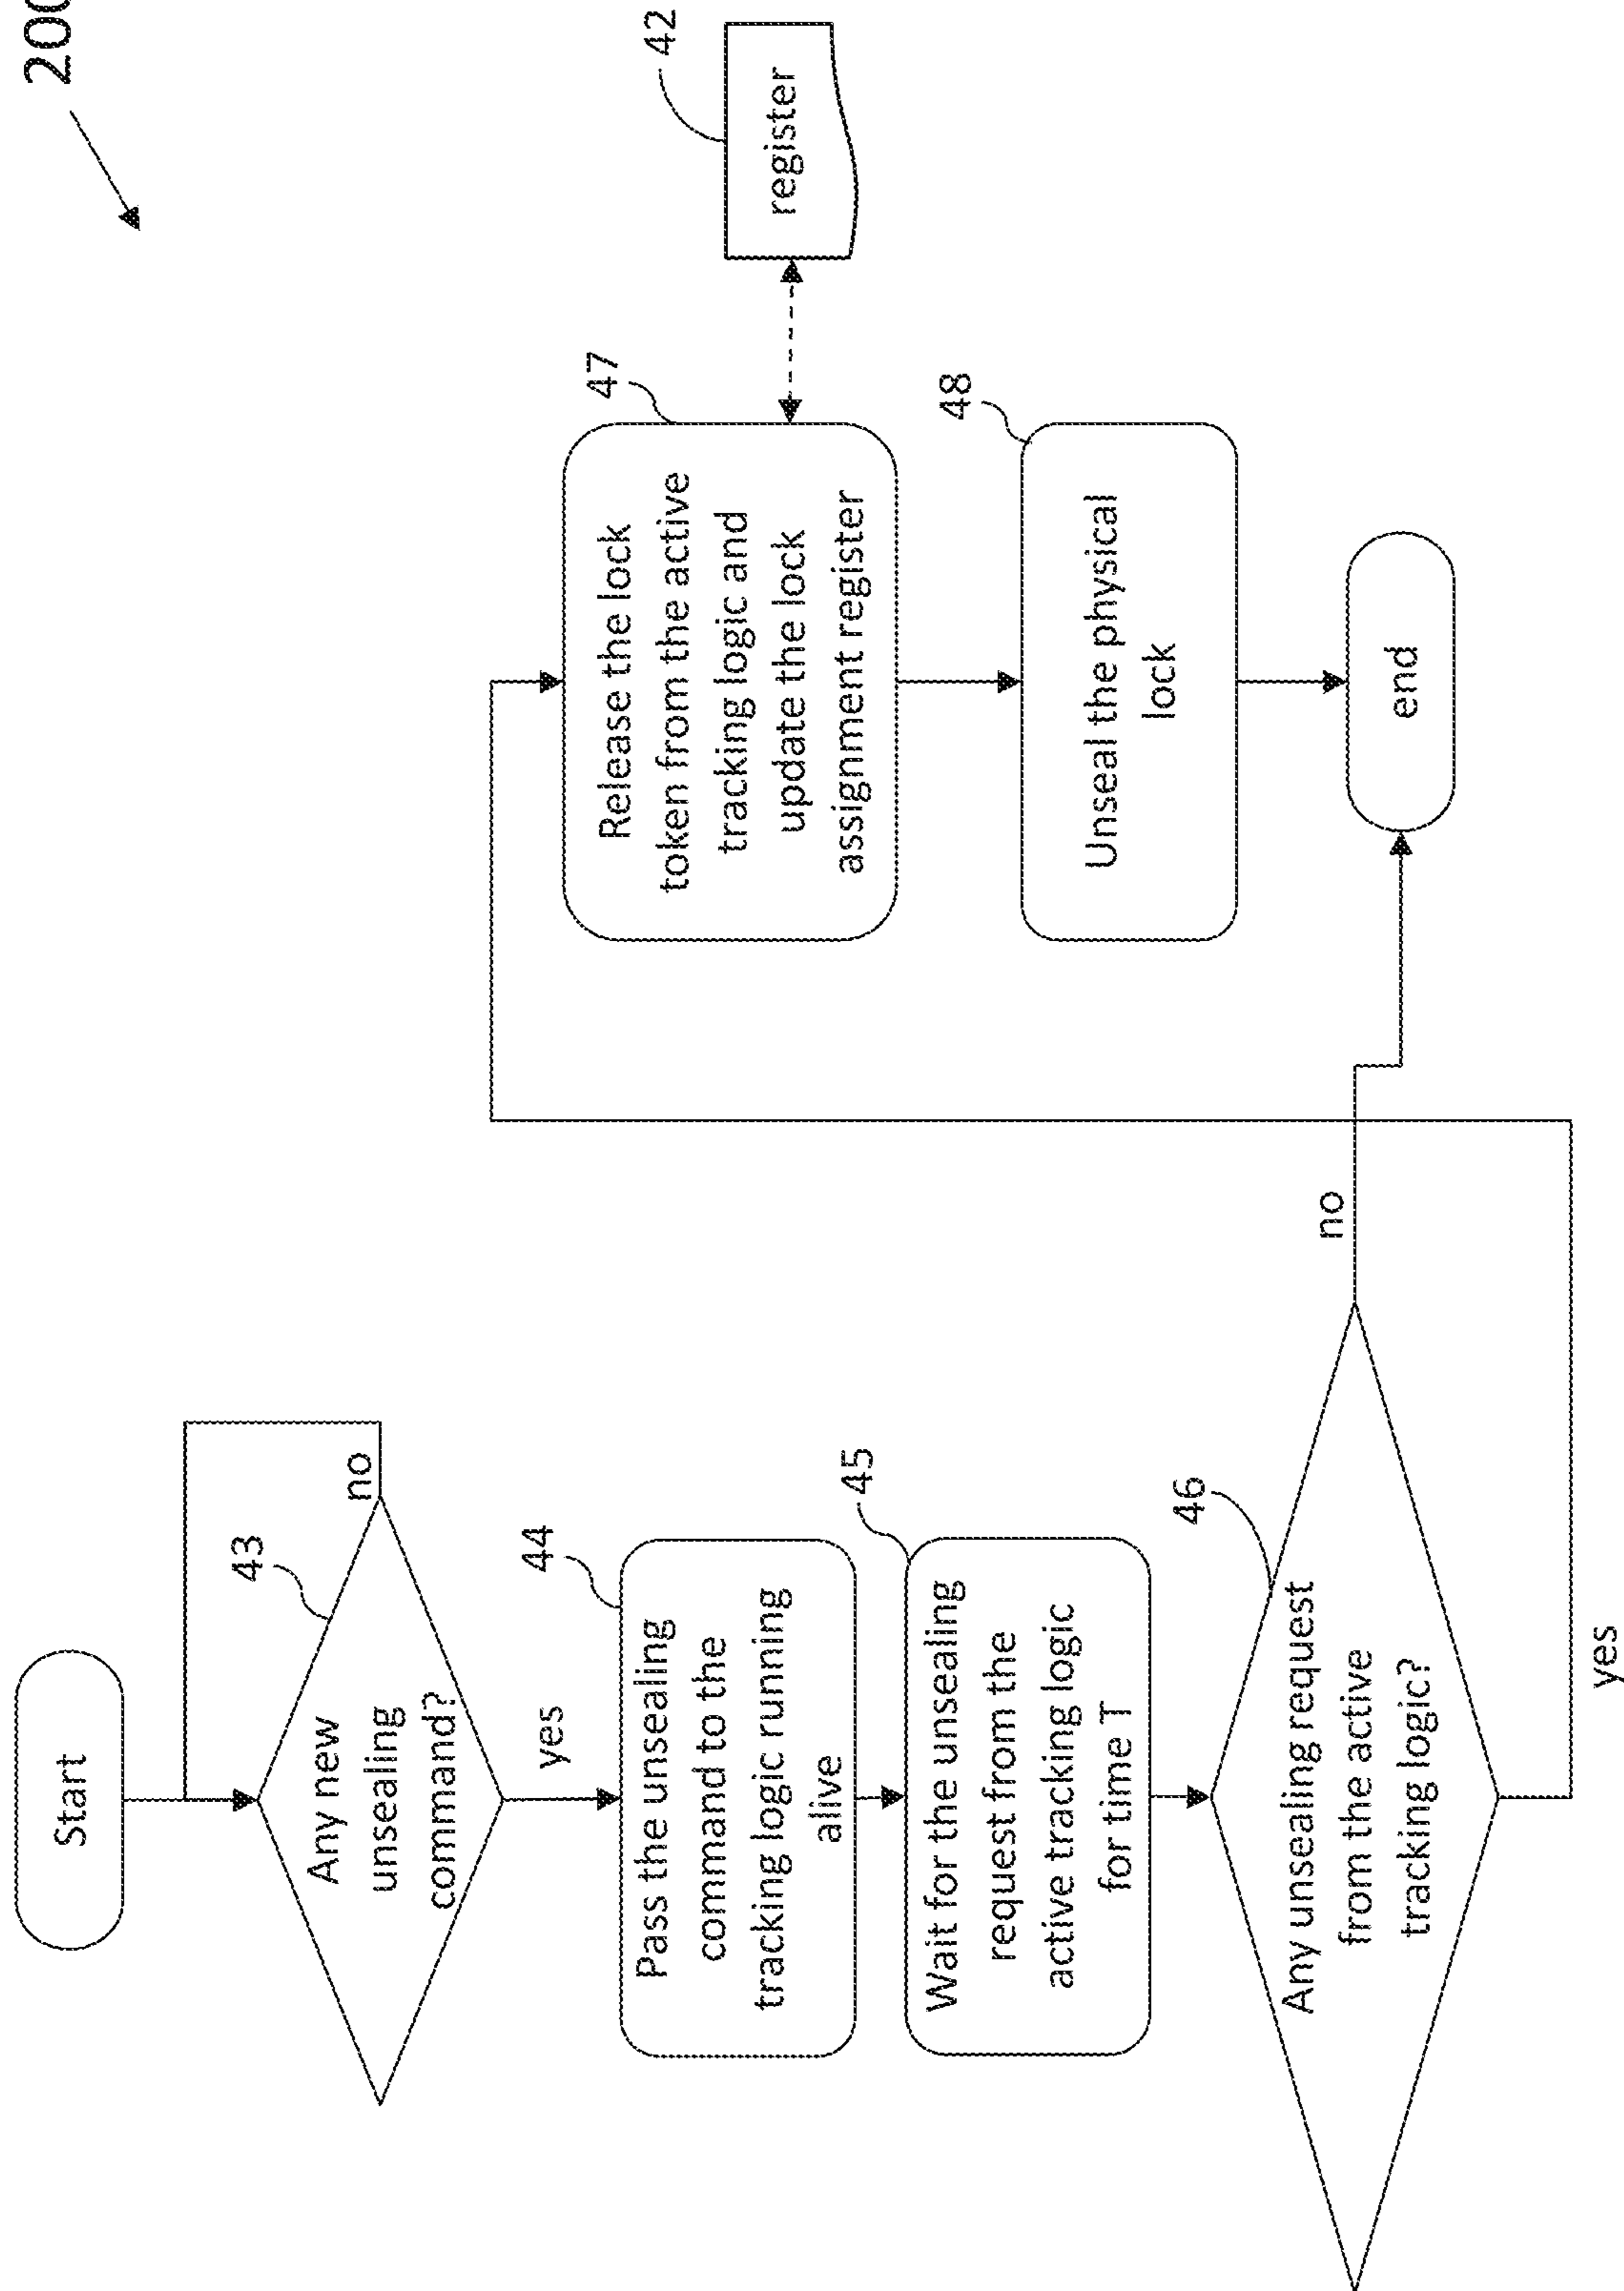 200
Start
43
Any new
unsealing
command?
no
yes
44
Pass the unsealing
command to the
tracking logic running
alive
45
Wait for the unsealing
request from the
active tracking logic
for time T
46
Any unsealing request
from the active
tracking logic?
no
yes
47
Release the lock
token from the active
tracking logic and
update the lock
assignment register
42
register
48
Unseal the physical
lock
end